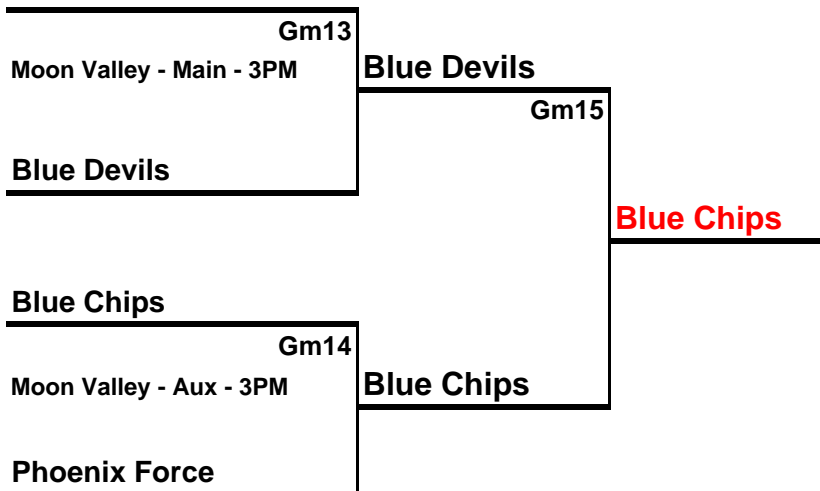 Gm13
Moon Valley - Main - 3PM
Blue Devils
Gm15
Blue Devils
Blue Chips
Blue Chips
Gm14
Moon Valley - Aux - 3PM
Blue Chips
Phoenix Force